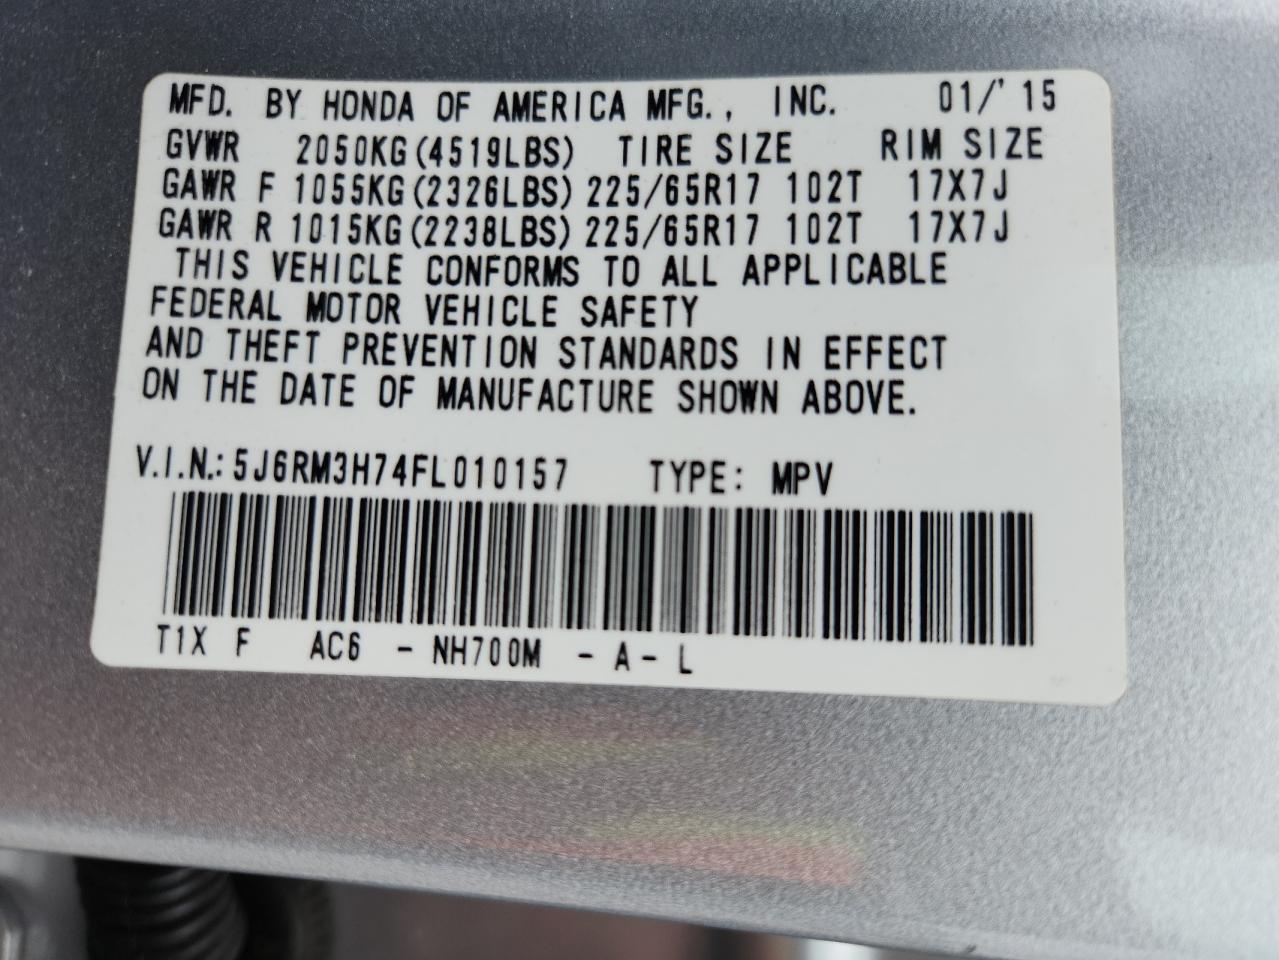 MFD. BY HONDA OF AMERICA MFG., INC. 01/'15
GVWR 2050KG(4519LBS) TIRE SIZE RIM SIZE
GAWR F 1055KG(2326LBS) 225/65R17 102T 17X7J
GAWR R 1015KG(2238LBS) 225/65R17 102T 17X7J
THIS VEHICLE CONFORMS TO ALL APPLICABLE
FEDERAL MOTOR VEHICLE SAFETY
AND THEFT PREVENTION STANDARDS IN EFFECT
ON THE DATE OF MANUFACTURE SHOWN ABOVE.
V.I.N.: 5J6RM3H74FL010157 TYPE: MPV
T1X F AC6 - NH700M - A - L